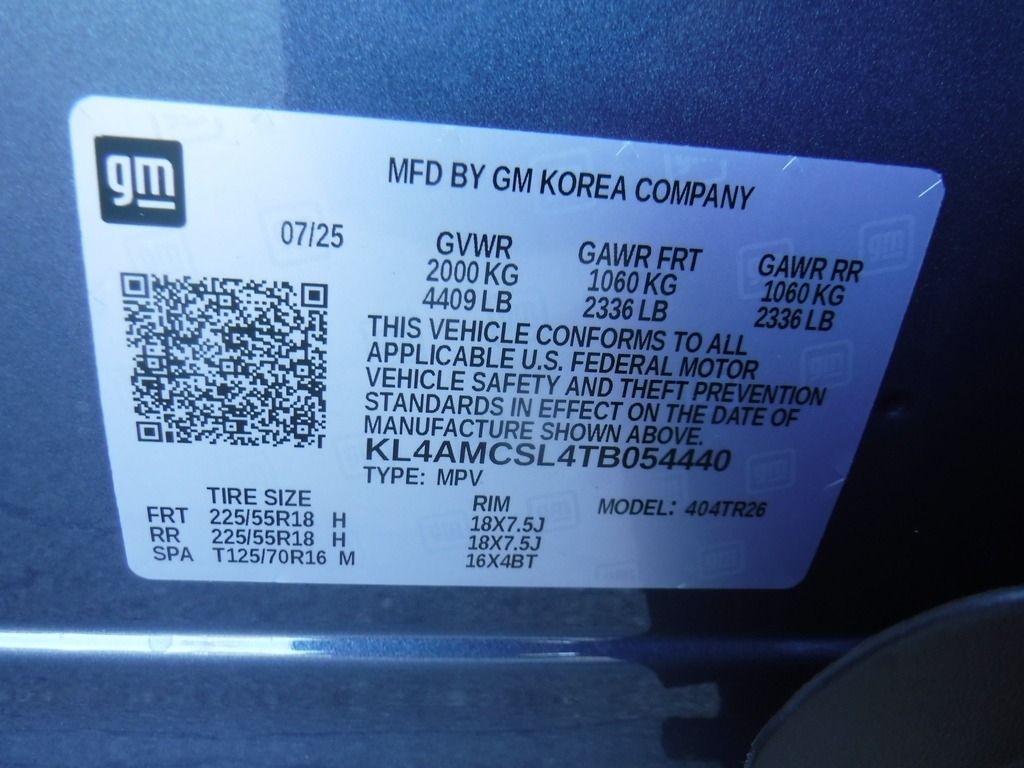 gm
MFD BY GM KOREA COMPANY
07/25
GVWR GAWR FRT GAWR RR
2000 KG 1060 KG 1060 KG
4409 LB 2336 LB 2336 LB
THIS VEHICLE CONFORMS TO ALL
APPLICABLE U.S. FEDERAL MOTOR
VEHICLE SAFETY AND THEFT PREVENTION
STANDARDS IN EFFECT ON THE DATE OF
MANUFACTURE SHOWN ABOVE.
KL4AMCSL4TB054440
TYPE: MPV
TIRE SIZE RIM MODEL: 404TR26
FRT 225/55R18 H 18X7.5J
RR 225/55R18 H 18X7.5J
SPA T125/70R16 M 16X4BT